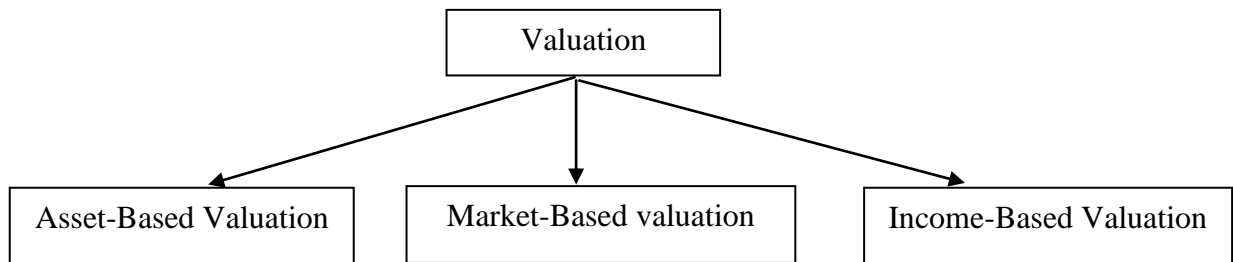 Valuation
Asset-Based Valuation
Market-Based valuation
Income-Based Valuation